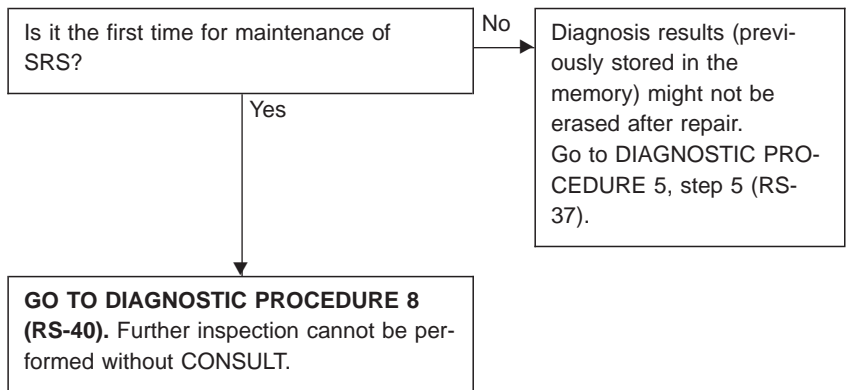 Is it the first time for maintenance of
SRS?
No
Diagnosis results (previ-
ously stored in the
memory) might not be
erased after repair.
Go to DIAGNOSTIC PRO-
CEDURE 5, step 5 (RS-
37).
Yes
GO TO DIAGNOSTIC PROCEDURE 8
(RS-40). Further inspection cannot be per-
formed without CONSULT.